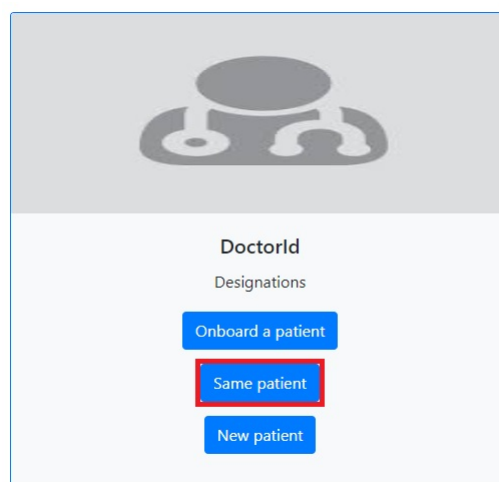 DoctorId
Designations
Onboard a patient
Same patient
New patient